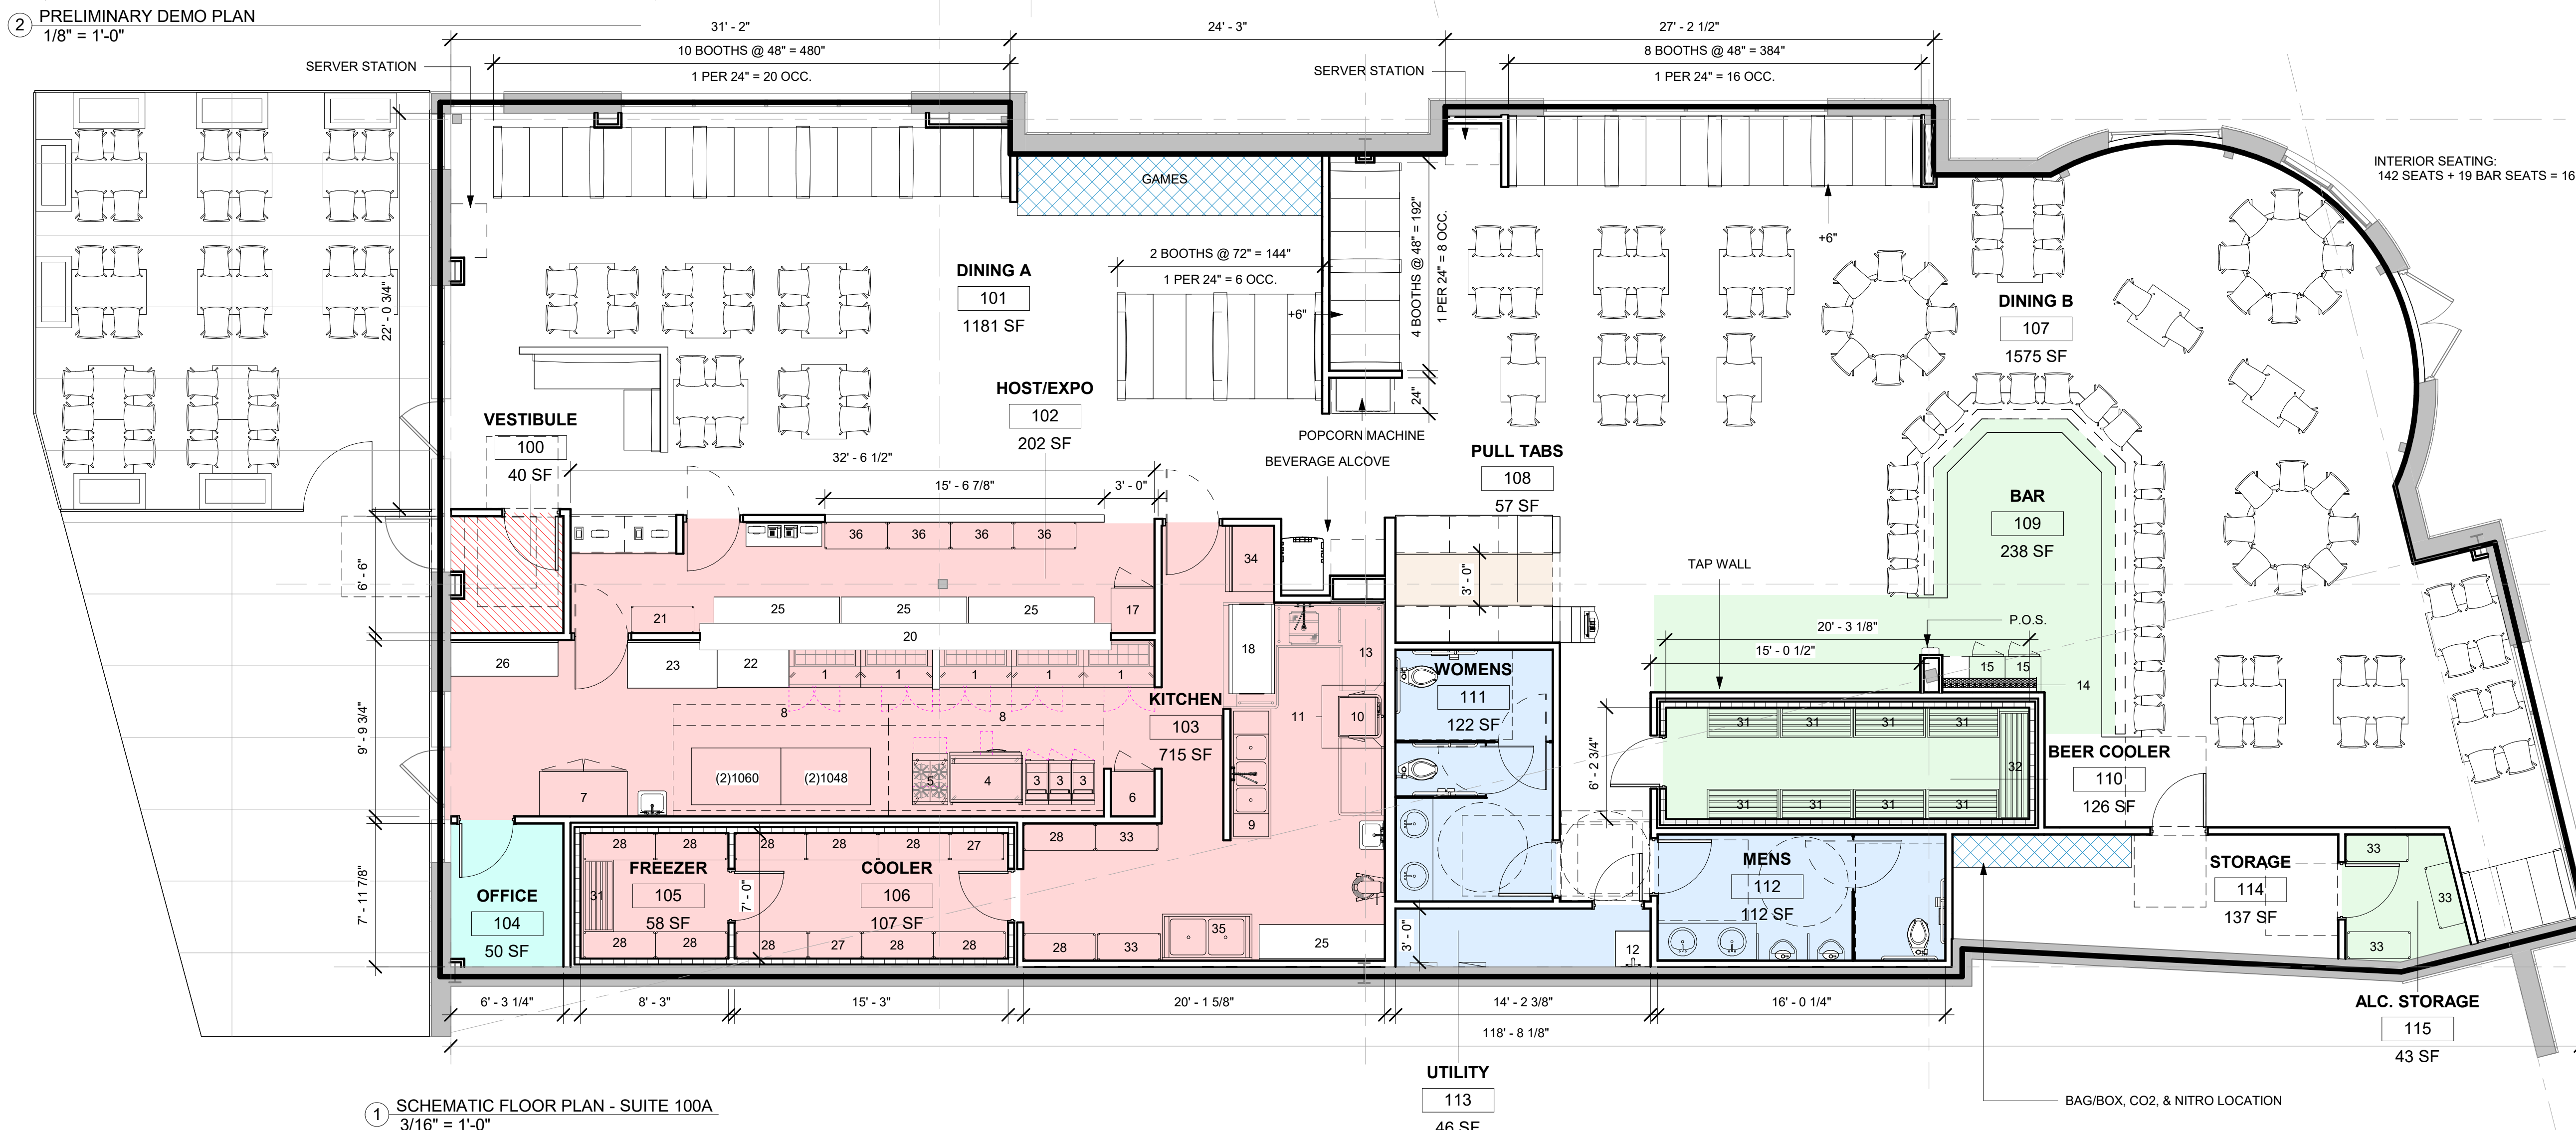 2
PRELIMINARY DEMO PLAN
1/8" = 1'-0"
31' - 2"
24' - 3"
27' - 2 1/2"
10 BOOTHS @ 48" = 480"
8 BOOTHS @ 48" = 384"
SERVER STATION
1 PER 24" = 20 OCC.
SERVER STATION
1 PER 24" = 16 OCC.
INTERIOR SEATING:
142 SEATS + 19 BAR SEATS = 16
GAMES
4 BOOTHS @ 48" = 192"
1 PER 24" = 8 OCC.
22' - 0 3/4"
2 BOOTHS @ 72" = 144"
1 PER 24" = 6 OCC.
+6"
+6"
24"
DINING A
101
1181 SF
DINING B
107
1575 SF
HOST/EXPO
102
202 SF
VESTIBULE
100
40 SF
POPCORN MACHINE
BEVERAGE ALCOVE
PULL TABS
108
57 SF
32' - 6 1/2"
15' - 6 7/8"
3' - 0"
BAR
109
238 SF
36 36 36 36
34
6' - 6"
3' - 0"
TAP WALL
25 25 25
17
21
20
18
13
P.O.S.
20' - 3 1/8"
15' - 0 1/2"
26
23
22
1 1 1 1 1
15 15
14
WOMENS
111
122 SF
KITCHEN
103
715 SF
8
8
11
10
31 31 31 31
9' - 9 3/4"
6' - 2 3/4"
BEER COOLER
110
126 SF
32
(2)1060
(2)1048
5
4
3 3 3
7
6
9
31 31 31 31
28 28 28 28 28 27
28 33
33
FREEZER
105
58 SF
COOLER
106
107 SF
31
7' - 0"
7' - 11 7/8"
OFFICE
104
50 SF
MENS
112
112 SF
STORAGE
114
137 SF
33
28 28 28 27 28 28
28 33
35
25
3' - 0"
12
33
6' - 3 1/4"
8' - 3"
15' - 3"
20' - 1 5/8"
14' - 2 3/8"
16' - 0 1/4"
118' - 8 1/8"
ALC. STORAGE
115
43 SF
UTILITY
113
46 SF
BAG/BOX, CO2, & NITRO LOCATION
1
SCHEMATIC FLOOR PLAN - SUITE 100A
3/16" = 1'-0"